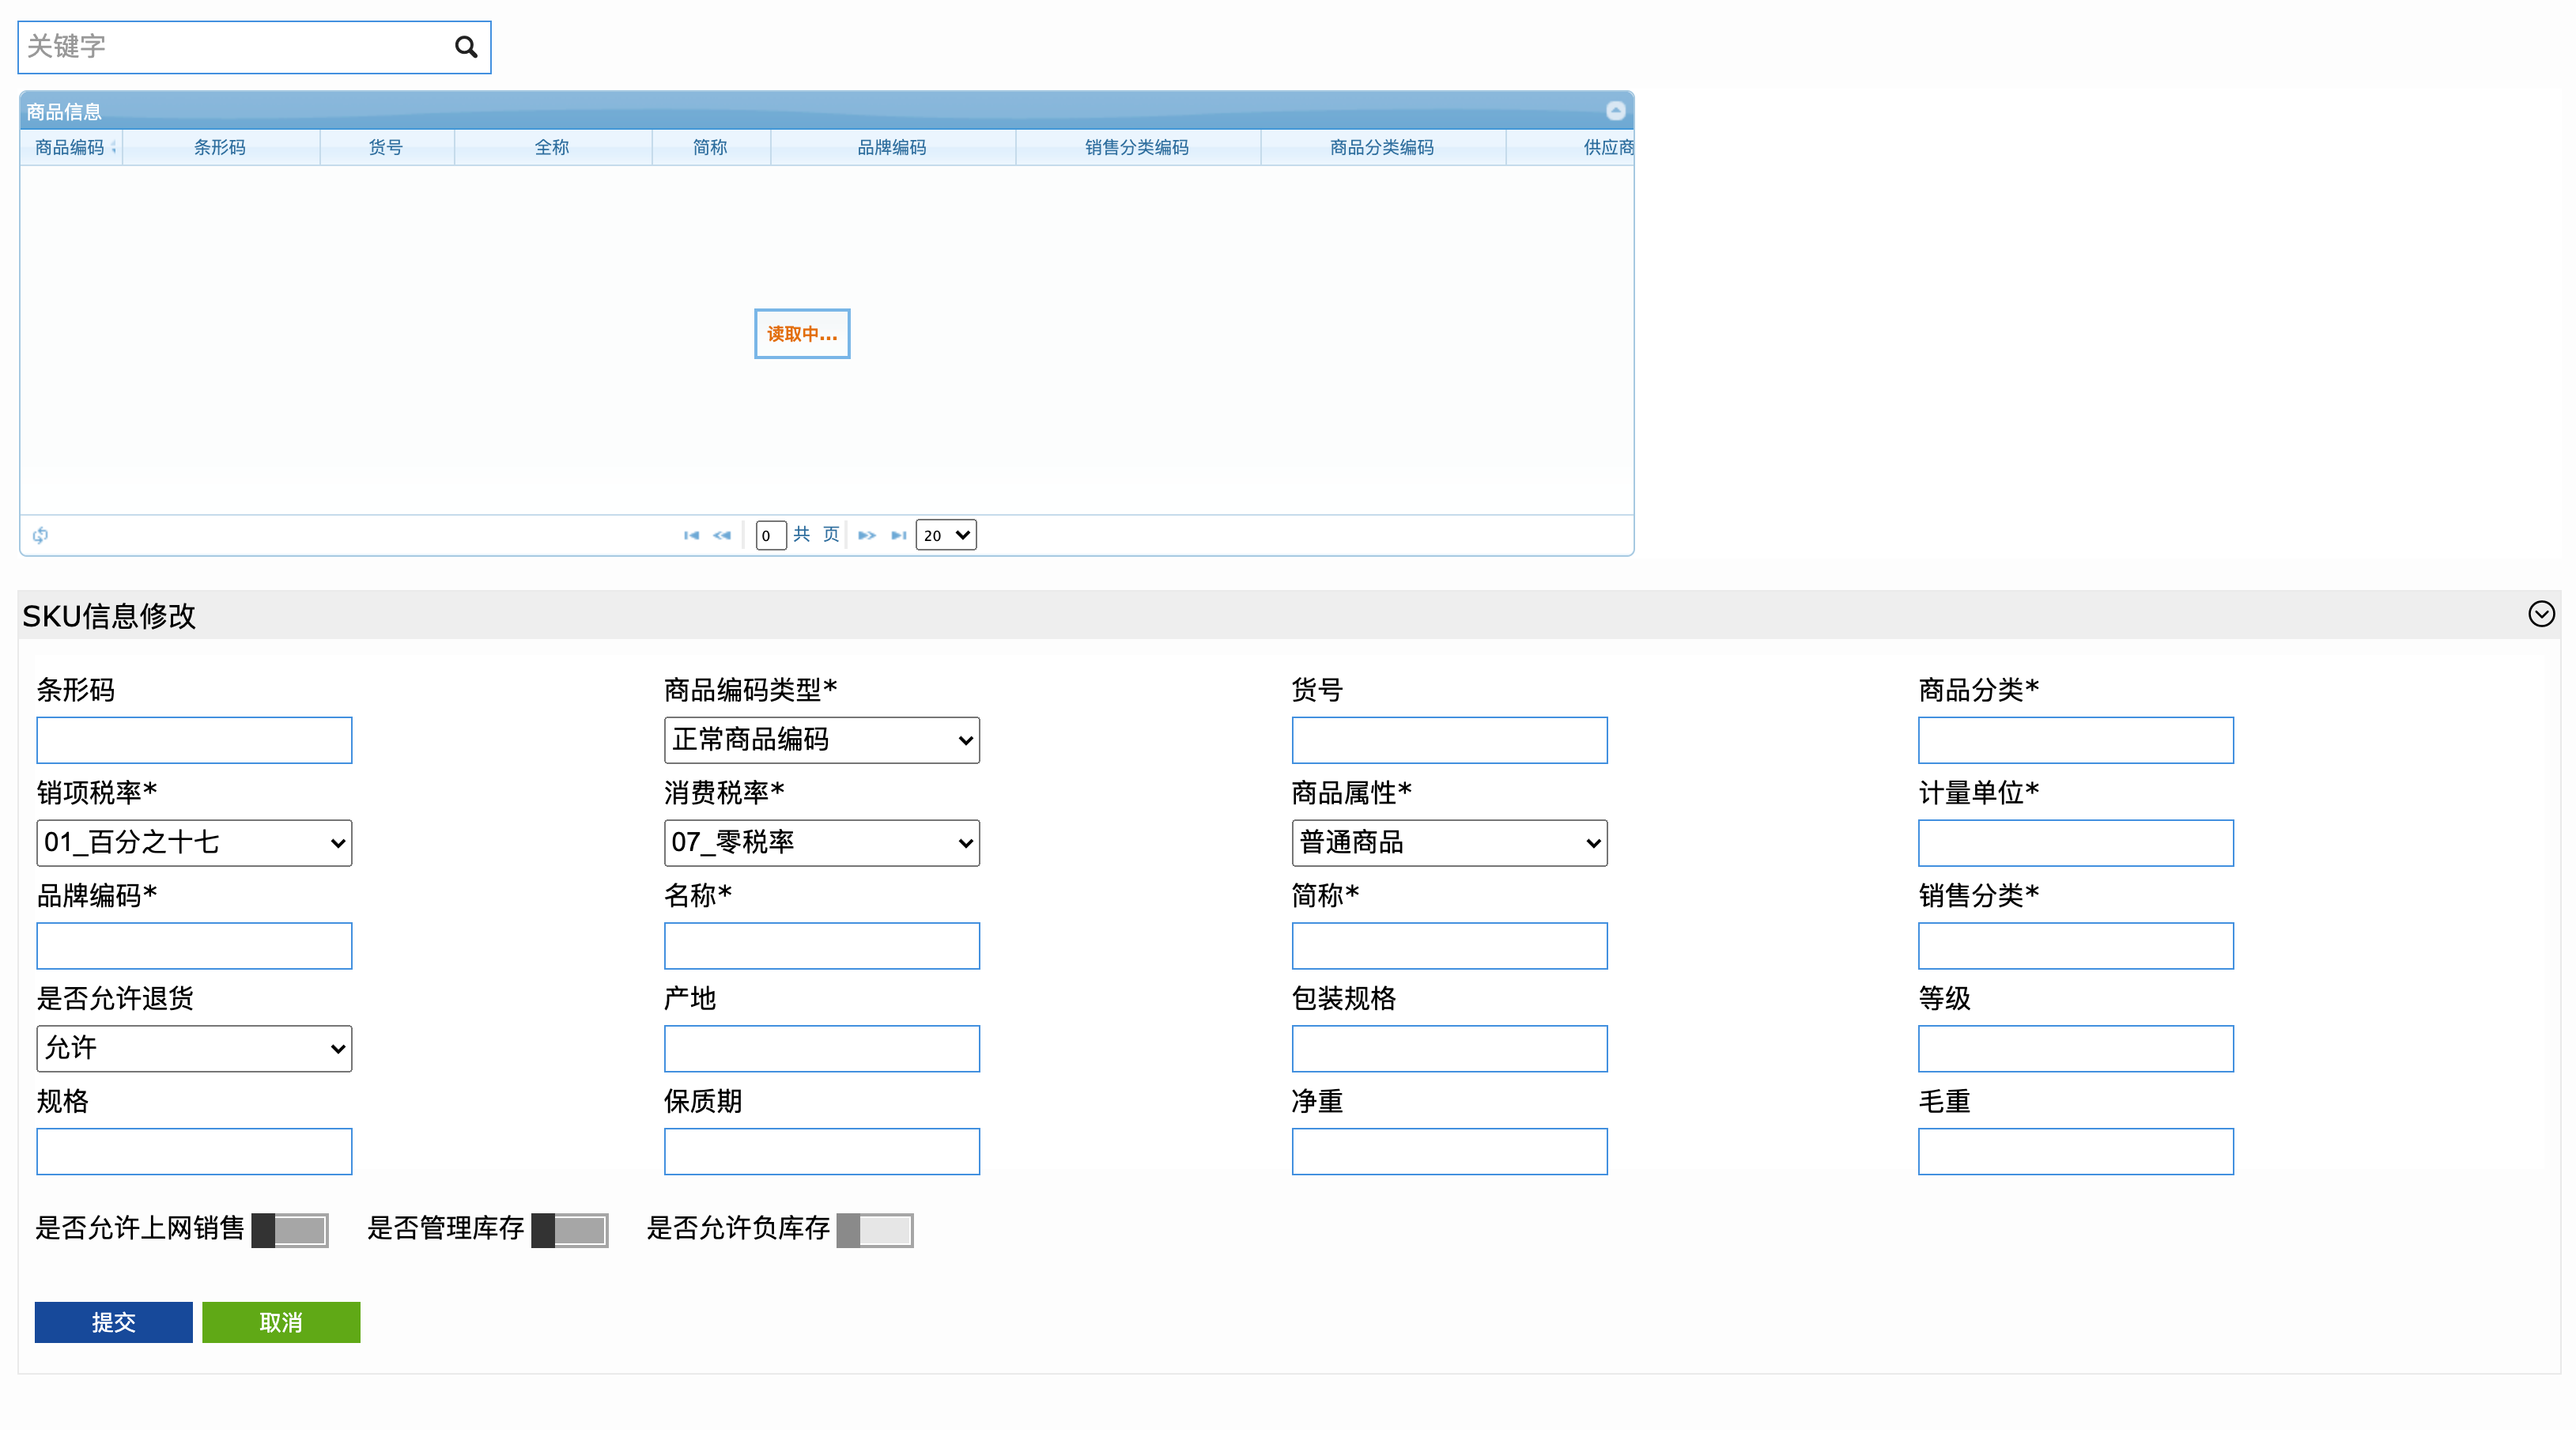 关键字
商品信息
商品编码 条形码 货号 全称 简称 品牌编码 销售分类编码 商品分类编码 供应商
读取中...
0 共 页 20
SKU信息修改
条形码 商品编码类型* 货号 商品分类*
正常商品编码
销项税率* 消费税率* 商品属性* 计量单位*
01_百分之十七 07_零税率 普通商品
品牌编码* 名称* 简称* 销售分类*
是否允许退货 产地 包装规格 等级
允许
规格 保质期 净重 毛重
是否允许上网销售 是否管理库存 是否允许负库存
提交 取消